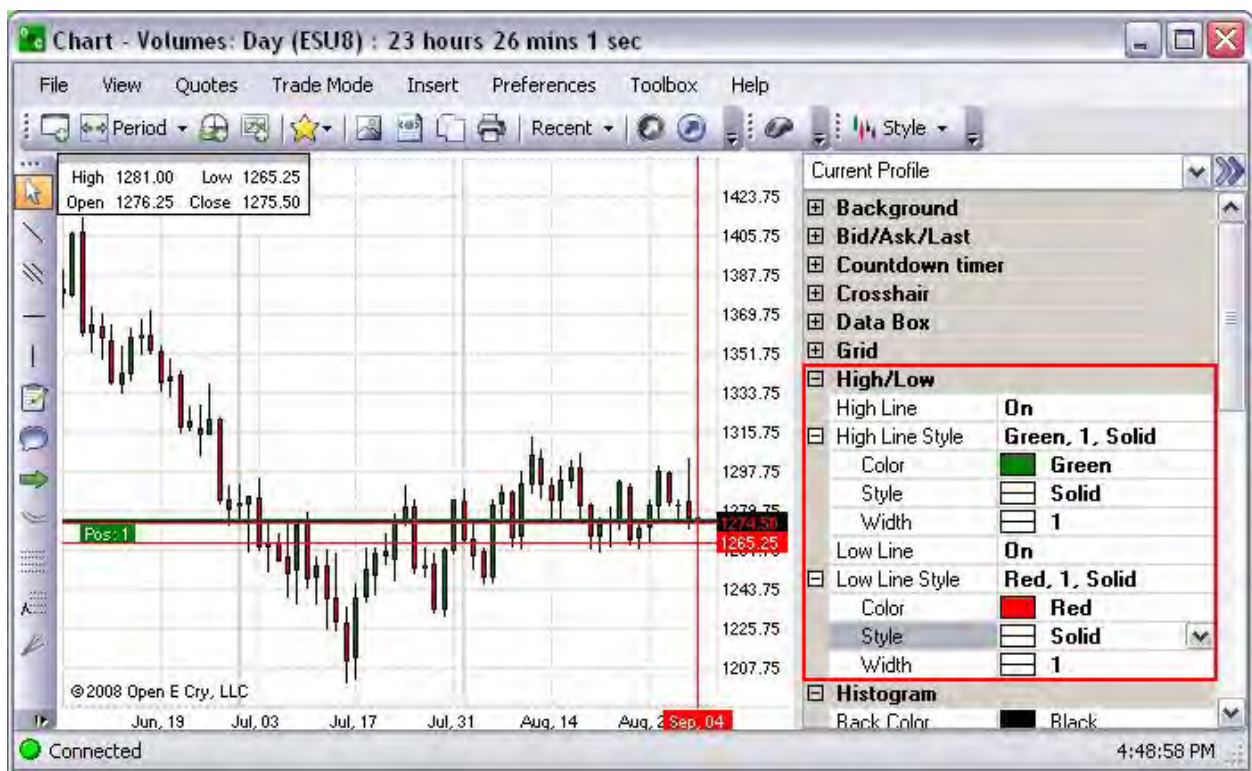 Chart - Volumes: Day (ESU8) : 23 hours 26 mins 1 sec
File View Quotes Trade Mode Insert Preferences Toolbox Help
Period Recent Style
High 1281.00 Low 1265.25
Open 1276.25 Close 1275.50
Pos: 1
1423.75
1405.75
1387.75
1369.75
1351.75
1333.75
1315.75
1297.75
1279.75
1274.50
1265.25
1243.75
1225.75
1207.75
©2008 Open E Cry, LLC
Jun, 19 Jul, 03 Jul, 17 Jul, 31 Aug, 14 Aug, 2 Sep, 04
Current Profile
Background
Bid/Ask/Last
Countdown timer
Crosshair
Data Box
Grid
High/Low
High Line On
High Line Style Green, 1, Solid
Color Green
Style Solid
Width 1
Low Line On
Low Line Style Red, 1, Solid
Color Red
Style Solid
Width 1
Histogram
Back Color Black
Connected 4:48:58 PM